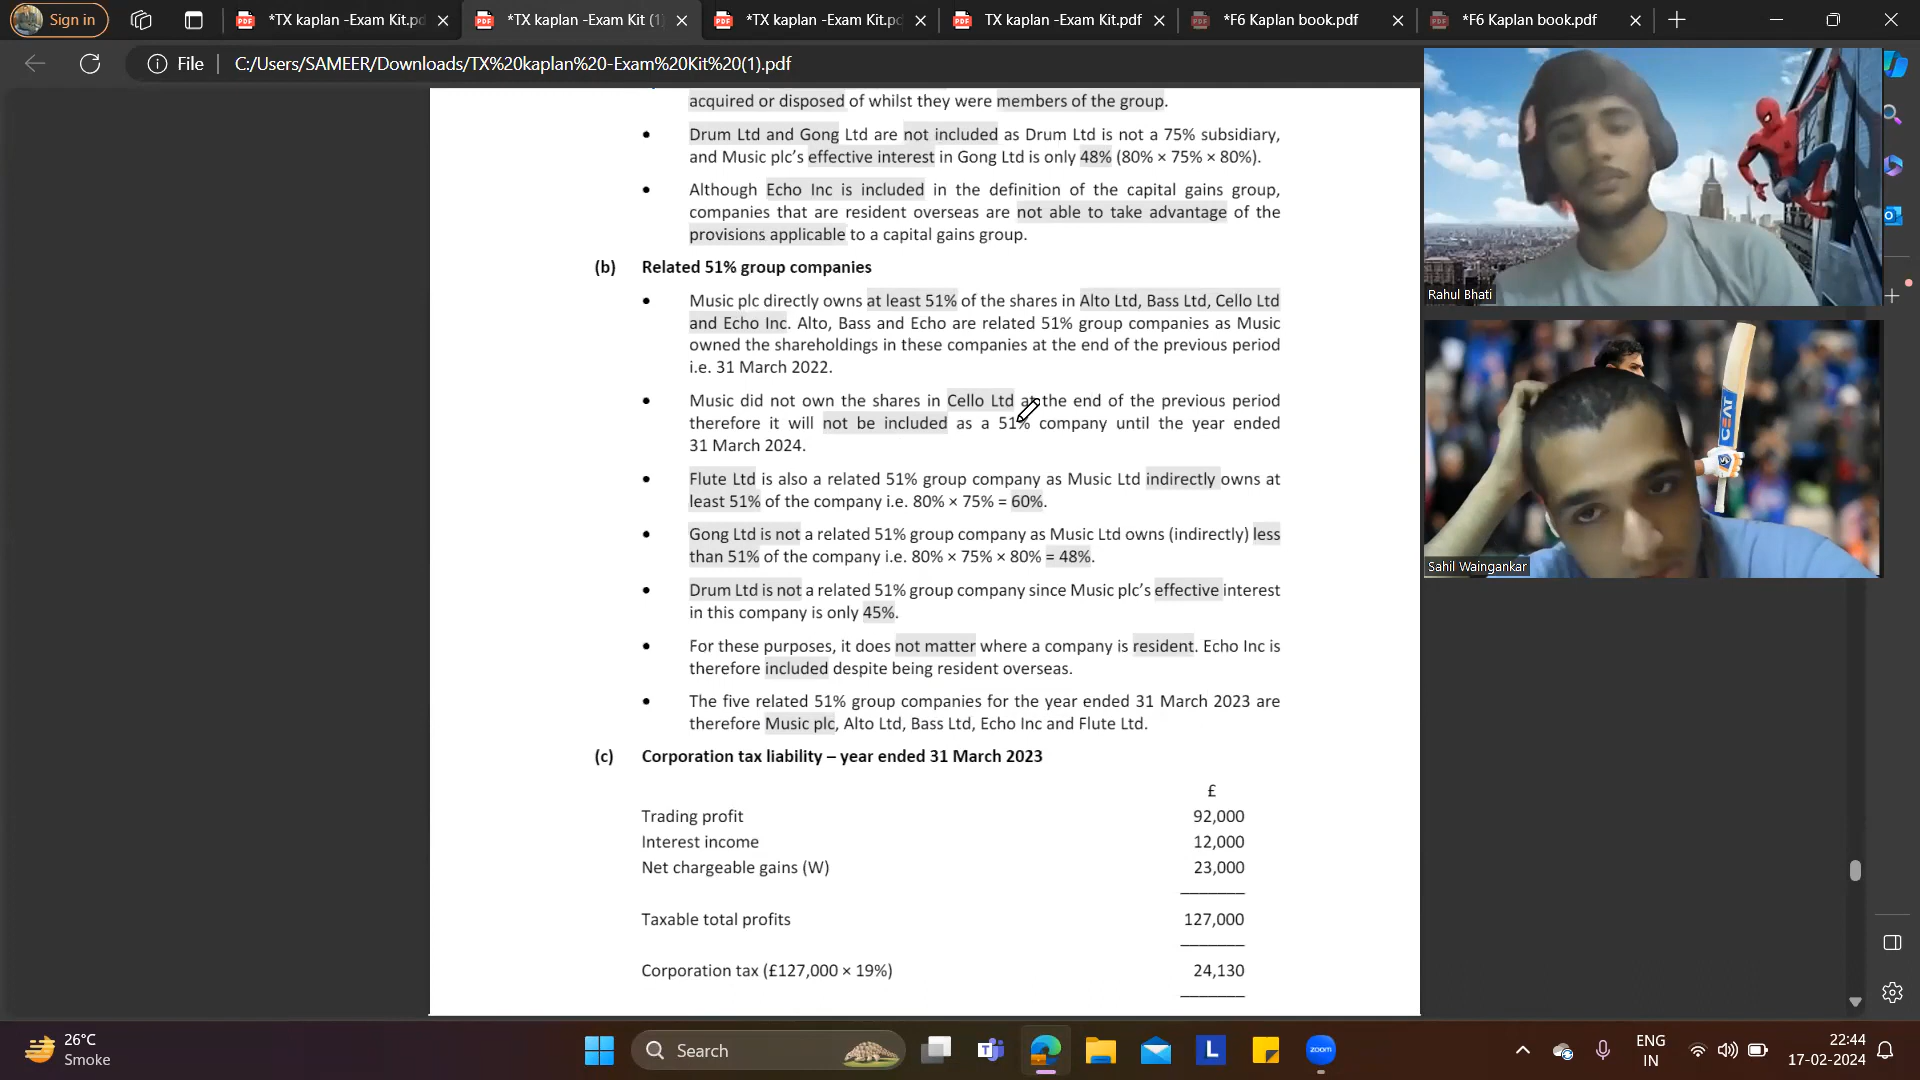 Sign in
*TX kaplan -Exam Kit.pd
*TX kaplan -Exam Kit (1)
*TX kaplan -Exam Kit.pd
TX kaplan -Exam Kit.pdf
*F6 Kaplan book.pdf
*F6 Kaplan book.pdf
File
C:/Users/SAMEER/Downloads/TX%20kaplan%20-Exam%20Kit%20(1).pdf
acquired or disposed of whilst they were members of the group.
• Drum Ltd and Gong Ltd are not included as Drum Ltd is not a 75% subsidiary,
and Music plc's effective interest in Gong Ltd is only 48% (80% × 75% × 80%).
• Although Echo Inc is included in the definition of the capital gains group,
companies that are resident overseas are not able to take advantage of the
provisions applicable to a capital gains group.
(b) Related 51% group companies
• Music plc directly owns at least 51% of the shares in Alto Ltd, Bass Ltd, Cello Ltd
and Echo Inc. Alto, Bass and Echo are related 51% group companies as Music
owned the shareholdings in these companies at the end of the previous period
i.e. 31 March 2022.
• Music did not own the shares in Cello Ltd at the end of the previous period
therefore it will not be included as a 51% company until the year ended
31 March 2024.
• Flute Ltd is also a related 51% group company as Music Ltd indirectly owns at
least 51% of the company i.e. 80% × 75% = 60%.
• Gong Ltd is not a related 51% group company as Music Ltd owns (indirectly) less
than 51% of the company i.e. 80% × 75% × 80% = 48%.
• Drum Ltd is not a related 51% group company since Music plc's effective interest
in this company is only 45%.
• For these purposes, it does not matter where a company is resident. Echo Inc is
therefore included despite being resident overseas.
• The five related 51% group companies for the year ended 31 March 2023 are
therefore Music plc, Alto Ltd, Bass Ltd, Echo Inc and Flute Ltd.
(c) Corporation tax liability – year ended 31 March 2023
£
Trading profit 92,000
Interest income 12,000
Net chargeable gains (W) 23,000
Taxable total profits 127,000
Corporation tax (£127,000 × 19%) 24,130
Rahul Bhati
CEAT
Sahil Waingankar
26°C
Smoke
Search
zoom
ENG
IN
22:44
17-02-2024